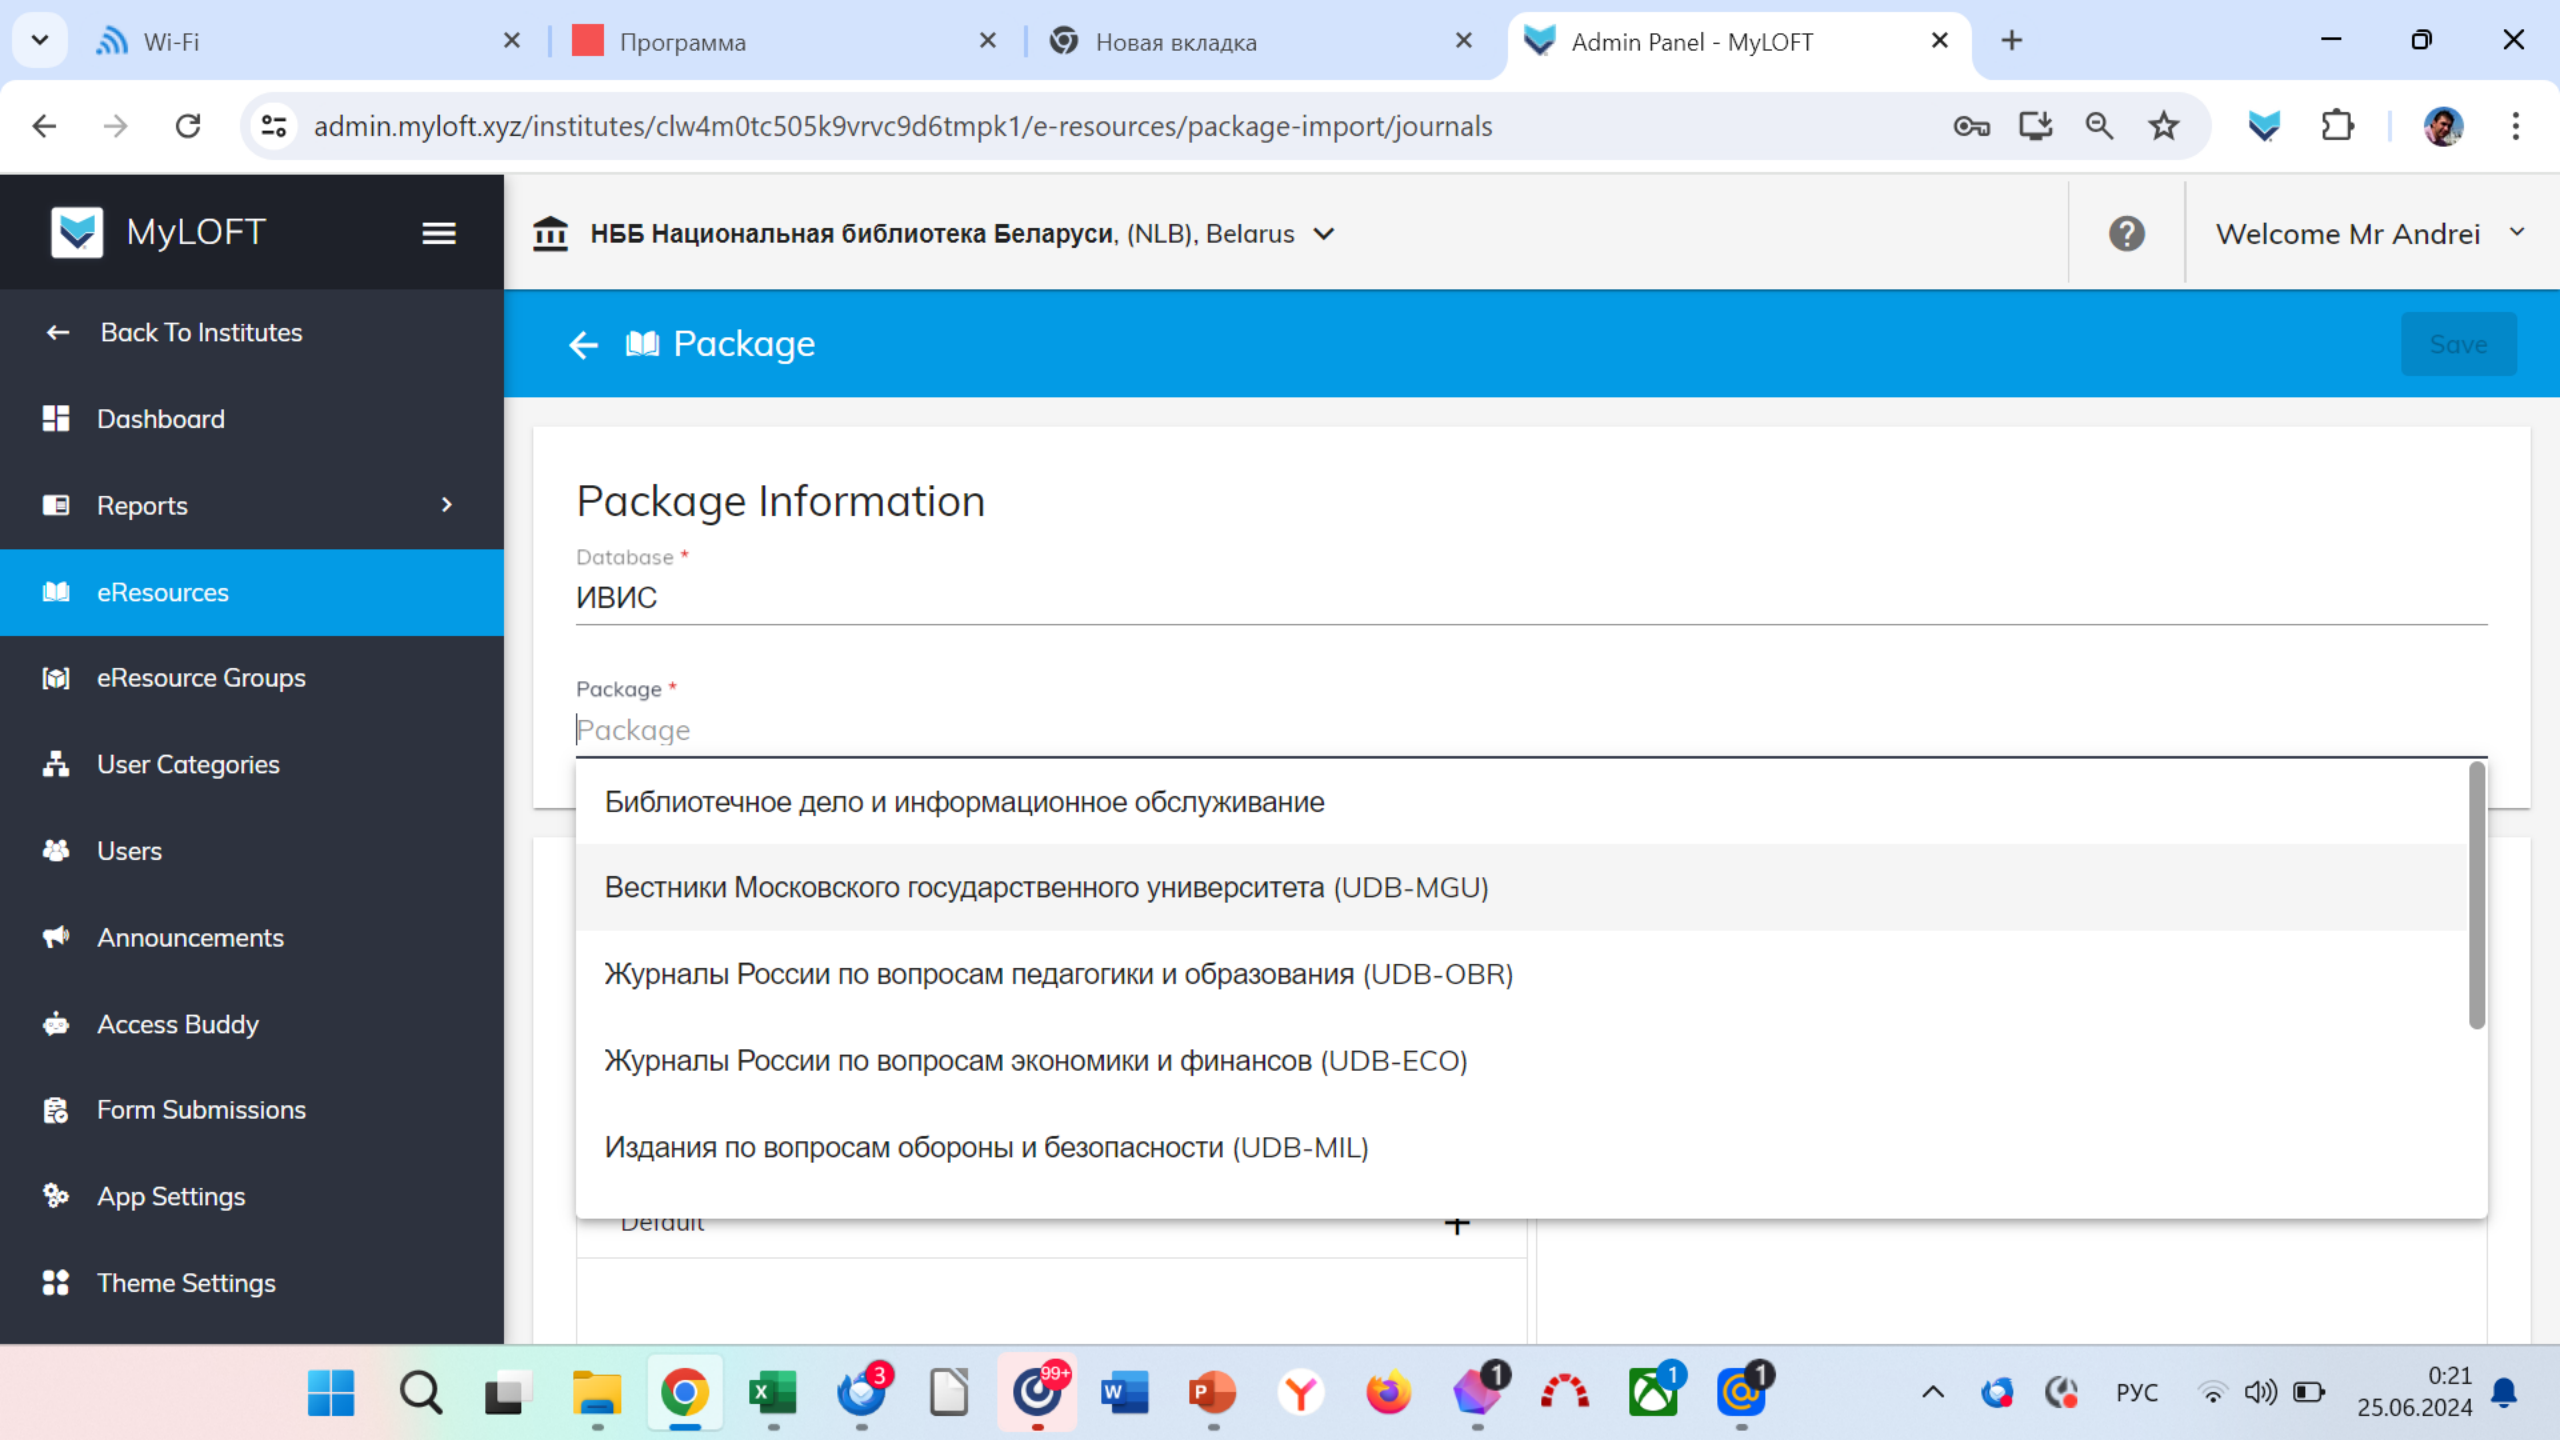 Wi-Fi
Программа
Новая вкладка
Admin Panel - MyLOFT
admin.myloft.xyz/institutes/clw4m0tc505k9vrvc9d6tmpk1/e-resources/package-import/journals
MyLOFT
НББ Национальная библиотека Беларуси, (NLB), Belarus
Welcome Mr Andrei
Back To Institutes
Package
Save
Dashboard
Reports
eResources
eResource Groups
User Categories
Users
Announcements
Access Buddy
Form Submissions
App Settings
Theme Settings
Package Information
Database *
ИВИС
Package *
Package
Библиотечное дело и информационное обслуживание
Вестники Московского государственного университета (UDB-MGU)
Журналы России по вопросам педагогики и образования (UDB-OBR)
Журналы России по вопросам экономики и финансов (UDB-ECO)
Издания по вопросам обороны и безопасности (UDB-MIL)
Default
3
99+
1
1
1
РУС
0:21
25.06.2024